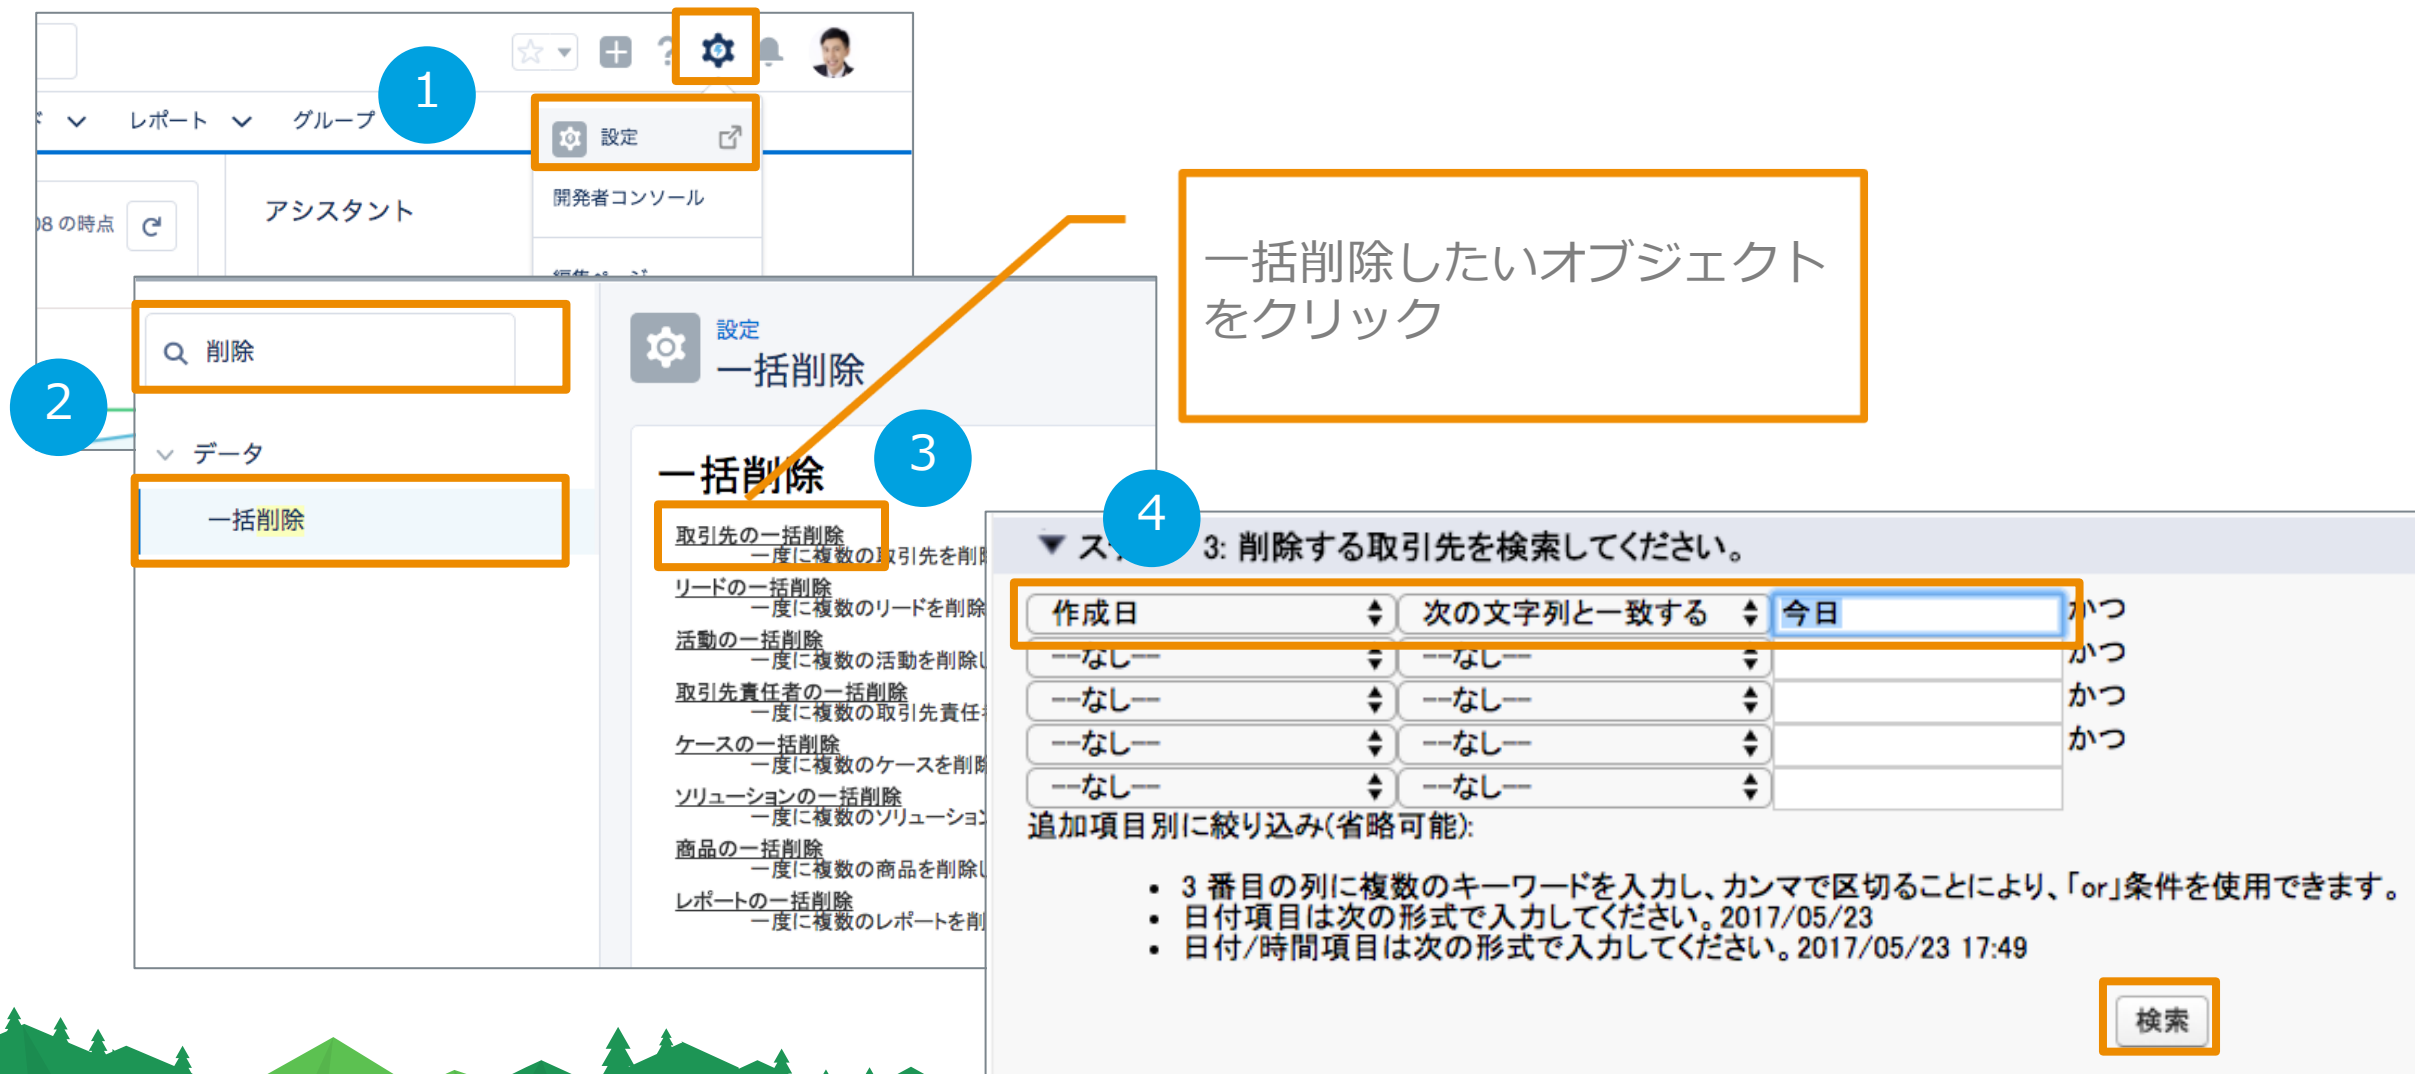 1
レポート グループ
設定
開発者コンソール
08 の時点
アシスタント
一括削除したいオブジェクト
をクリック
2
削除
データ
一括削除
設定
一括削除
3
一括削除
取引先の一括削除
一度に複数の取引先を削
リードの一括削除
一度に複数のリードを削除
活動の一括削除
一度に複数の活動を削除し
取引先責任者の一括削除
一度に複数の取引先責任
ケースの一括削除
一度に複数のケースを削除
ソリューションの一括削除
一度に複数のソリューション
商品の一括削除
一度に複数の商品を削除し
レポートの一括削除
一度に複数のレポートを削
4
3: 削除する取引先を検索してください。
作成日 次の文字列と一致する 今日 かつ
--なし-- --なし-- かつ
--なし-- --なし-- かつ
--なし-- --なし-- かつ
--なし-- --なし--
追加項目別に絞り込み(省略可能):
• 3 番目の列に複数のキーワードを入力し、カンマで区切ることにより、「or」条件を使用できます。
• 日付項目は次の形式で入力してください。2017/05/23
• 日付/時間項目は次の形式で入力してください。2017/05/23 17:49
検索